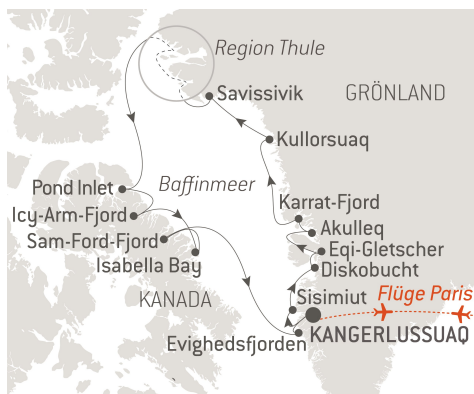 Region Thule
Savissivik
GRÖNLAND
Kullorsuaq
Pond Inlet
Baffinmeer
Karrat-Fjord
Icy-Arm-Fjord
Akulleq
Sam-Ford-Fjord
Eqi-Gletscher
Isabella Bay
Diskobucht
KANADA
Sisimiut
Flüge Paris
KANGERLUSSUAQ
Evighedsfjorden